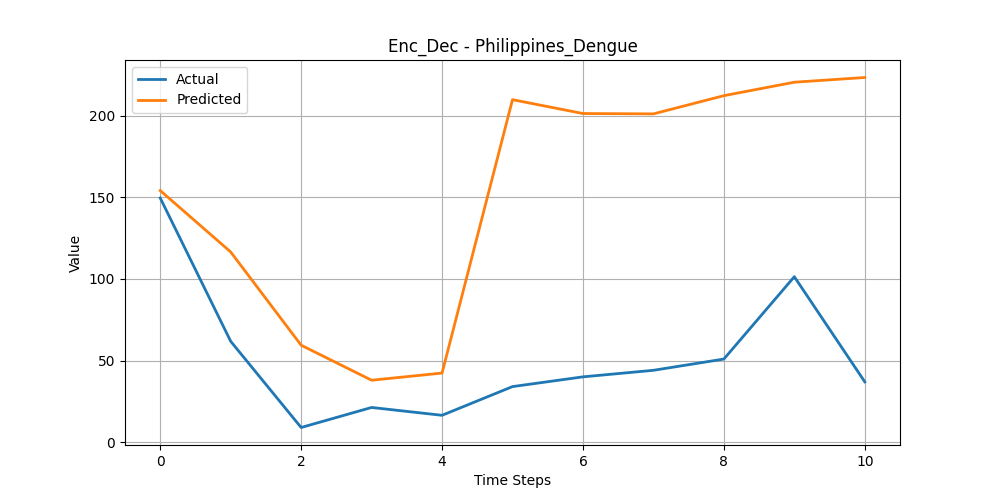 Enc_Dec - Philippines_Dengue
Actual
Predicted
200
150
100
50
0
Value
0 2 4 6 8 10
Time Steps